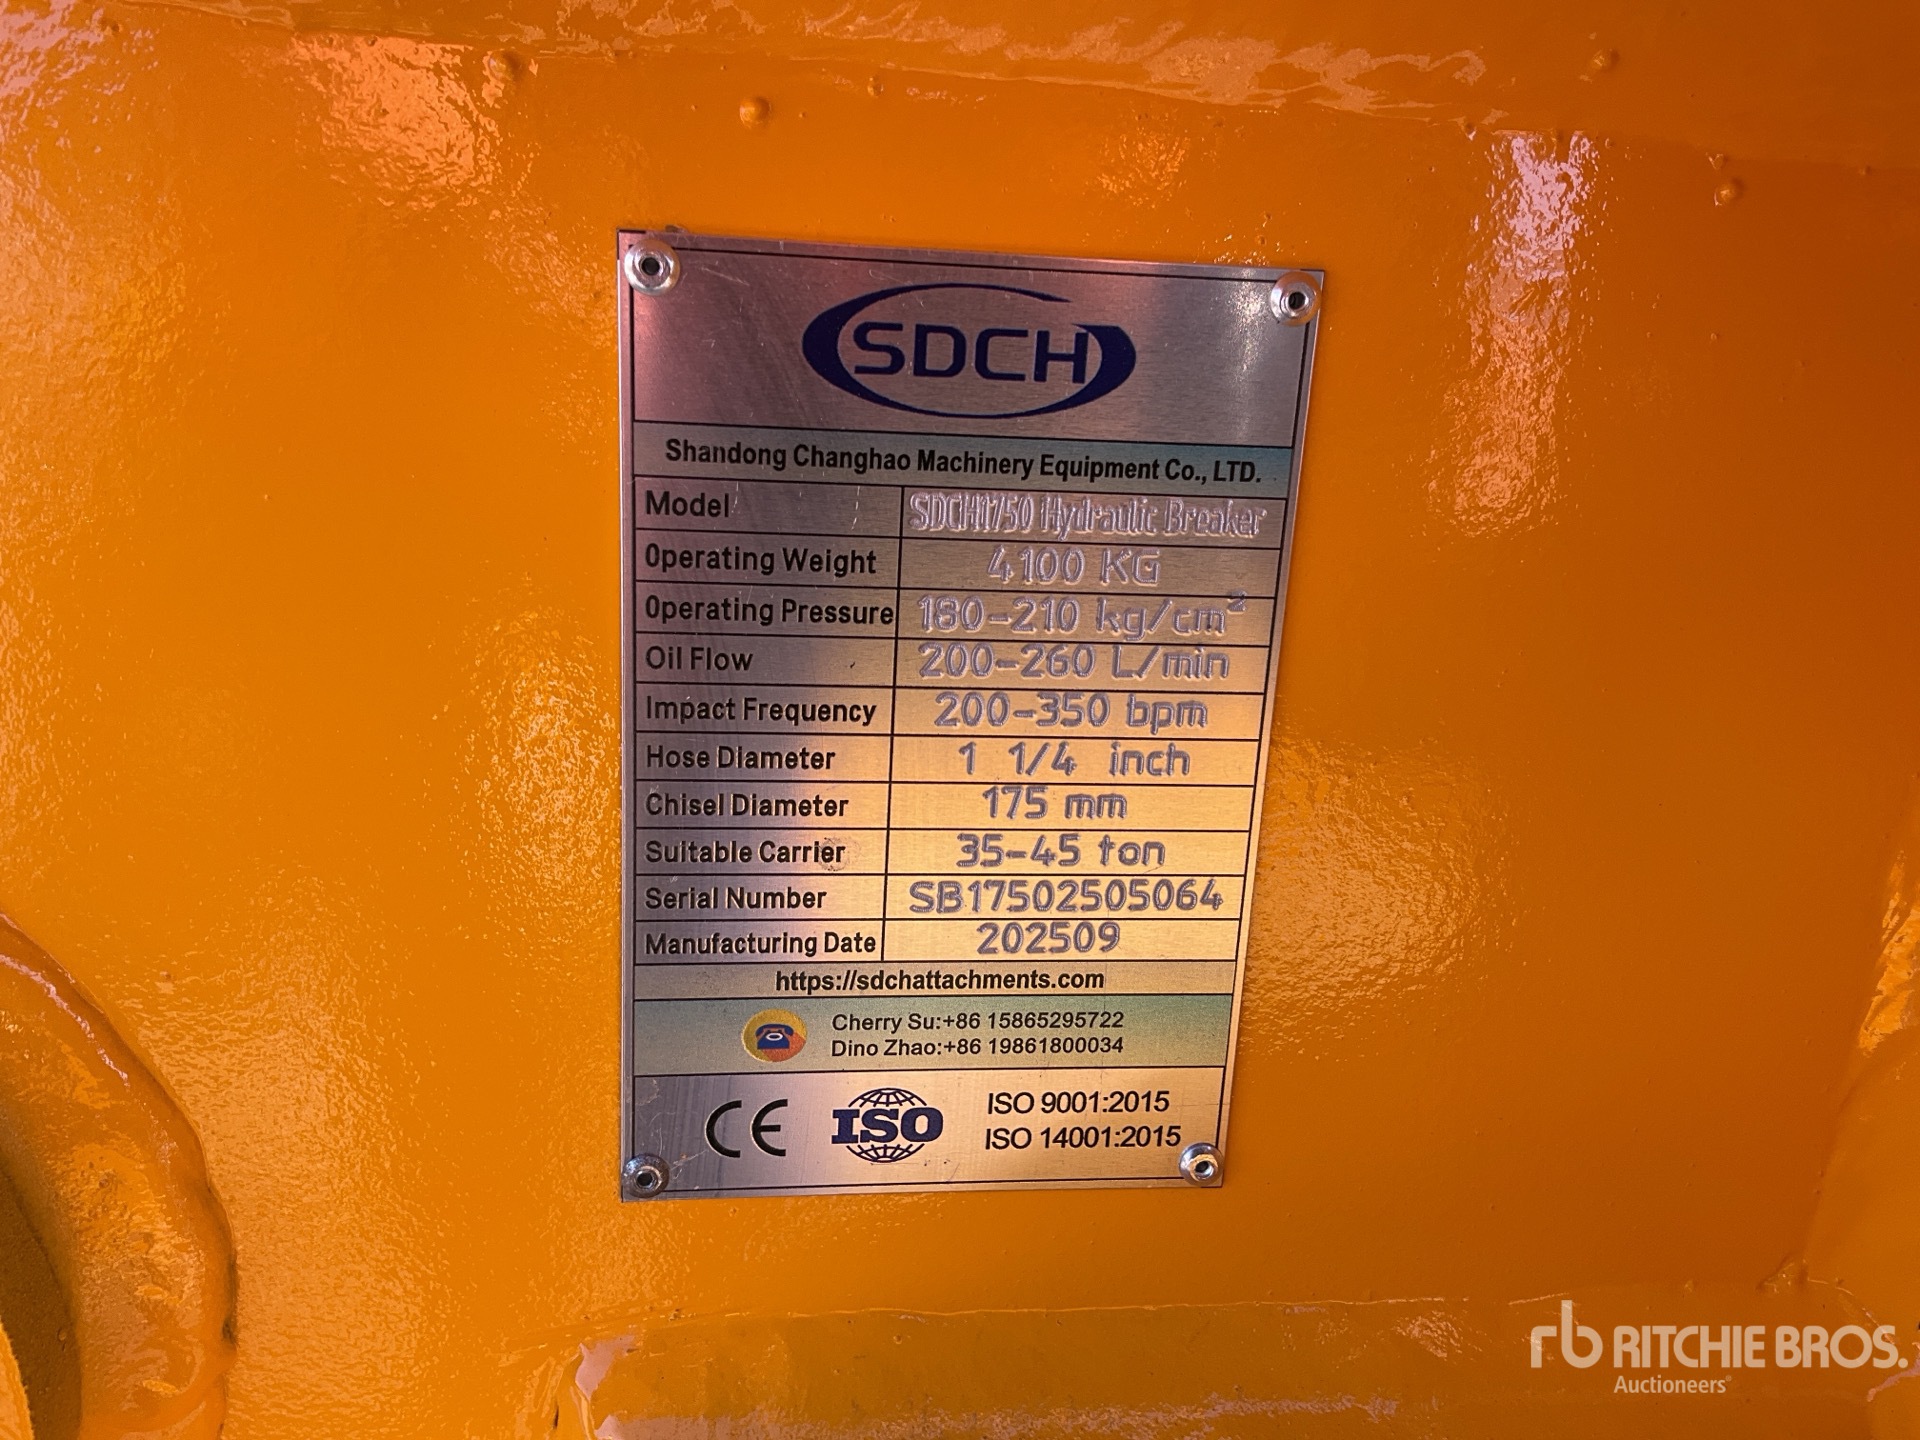 SDCH
Shandong Changhao Machinery Equipment Co., LTD.
Model SDCH1750 Hydraulic Breaker
Operating Weight 4100 KG
Operating Pressure 180-210 kg/cm²
Oil Flow 200-260 L/min
Impact Frequency 200-350 bpm
Hose Diameter 1 1/4 inch
Chisel Diameter 175 mm
Suitable Carrier 35-45 ton
Serial Number SB17502505064
Manufacturing Date 202509
https://sdchattachments.com
Cherry Su:+86 15865295722
Dino Zhao:+86 19861800034
CE ISO ISO 9001:2015
ISO 14001:2015
rb RITCHIE BROS.
Auctioneers